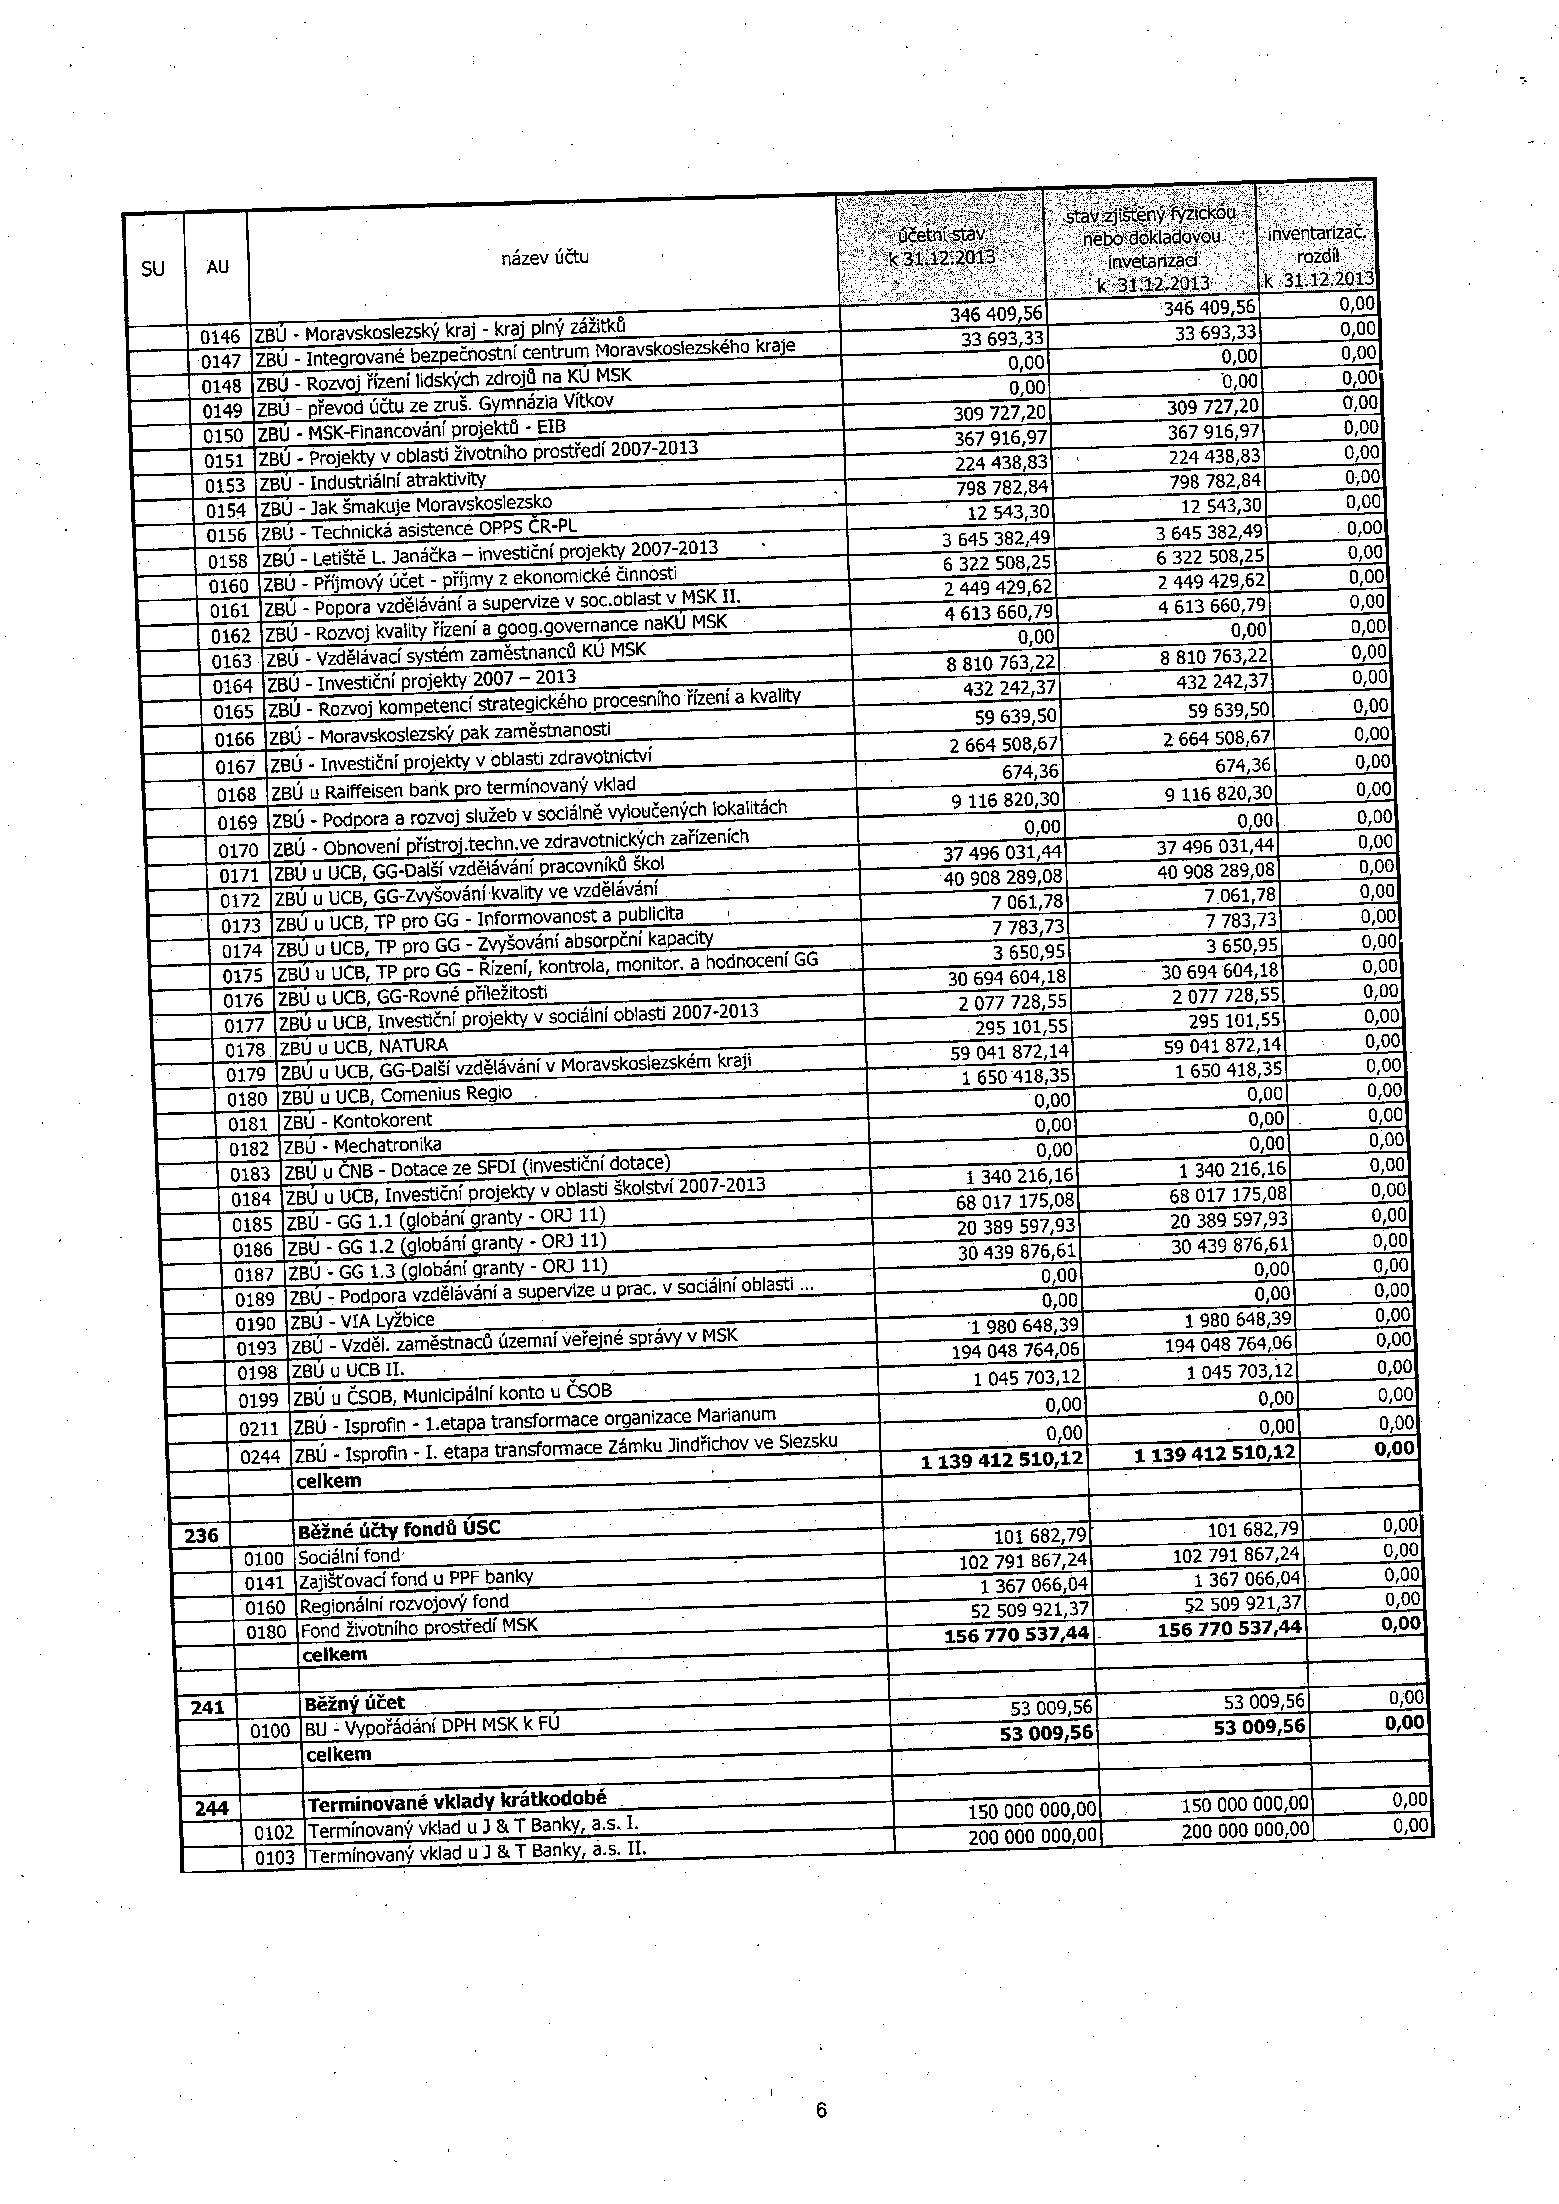 SU AU název účtu účetní stav k 31.12.2013 stav zjištěný fyzickou nebo dokladovou invetarizací k 31.12.2013 inventarizač. rozdíl k 31.12.2013
0146 ZBÚ - Moravskoslezský kraj - kraj plný zážitků 346 409,56 346 409,56 0,00
0147 ZBÚ - Integrované bezpečnostní centrum Moravskoslezského kraje 33 693,33 33 693,33 0,00
0148 ZBÚ - Rozvoj řízení lidských zdrojů na KÚ MSK 0,00 0,00 0,00
0149 ZBÚ - převod účtu ze zruš. Gymnázia Vítkov 0,00 0,00 0,00
0150 ZBÚ - MSK-Financování projektů - EIB 309 727,20 309 727,20 0,00
0151 ZBÚ - Projekty v oblasti životního prostředí 2007-2013 367 916,97 367 916,97 0,00
0153 ZBÚ - Industriální atraktivity 224 438,83 224 438,83 0,00
0154 ZBÚ - Jak šmakuje Moravskoslezsko 798 782,84 798 782,84 0,00
0156 ZBÚ - Technická asistence OPPS ČR-PL 12 543,30 12 543,30 0,00
0158 ZBÚ - Letiště L. Janáčka – investiční projekty 2007-2013 3 645 382,49 3 645 382,49 0,00
0160 ZBÚ - Příjmový účet - příjmy z ekonomické činnosti 6 322 508,25 6 322 508,25 0,00
0161 ZBÚ - Popora vzdělávání a supervize v soc.oblast v MSK II. 2 449 429,62 2 449 429,62 0,00
0162 ZBÚ - Rozvoj kvality řízení a goog.governance naKÚ MSK 4 613 660,79 4 613 660,79 0,00
0163 ZBÚ - Vzdělávací systém zaměstnanců KÚ MSK 0,00 0,00 0,00
0164 ZBÚ - Investiční projekty 2007 – 2013 8 810 763,22 8 810 763,22 0,00
0165 ZBÚ - Rozvoj kompetencí strategického procesního řízení a kvality 432 242,37 432 242,37 0,00
0166 ZBÚ - Moravskoslezský pak zaměstnanosti 59 639,50 59 639,50 0,00
0167 ZBÚ - Investiční projekty v oblasti zdravotnictví 2 664 508,67 2 664 508,67 0,00
0168 ZBÚ u Raiffeisen bank pro termínovaný vklad 674,36 674,36 0,00
0169 ZBÚ - Podpora a rozvoj služeb v sociálně vyloučených lokalitách 9 116 820,30 9 116 820,30 0,00
0170 ZBÚ - Obnovení přístroj.techn.ve zdravotnických zařízeních 0,00 0,00 0,00
0171 ZBÚ u UCB, GG-Další vzdělávání pracovníků škol 37 496 031,44 37 496 031,44 0,00
0172 ZBÚ u UCB, GG-Zvyšování kvality ve vzdělávání 40 908 289,08 40 908 289,08 0,00
0173 ZBÚ u UCB, TP pro GG - Informovanost a publicita 7 061,78 7 061,78 0,00
0174 ZBÚ u UCB, TP pro GG - Zvyšování absorpční kapacity 7 783,73 7 783,73 0,00
0175 ZBÚ u UCB, TP pro GG - Řízení, kontrola, monitor. a hodnocení GG 3 650,95 3 650,95 0,00
0176 ZBÚ u UCB, GG-Rovné příležitosti 30 694 604,18 30 694 604,18 0,00
0177 ZBÚ u UCB, Investiční projekty v sociální oblasti 2007-2013 2 077 728,55 2 077 728,55 0,00
0178 ZBÚ u UCB, NATURA 295 101,55 295 101,55 0,00
0179 ZBÚ u UCB, GG-Další vzdělávání v Moravskoslezském kraji 59 041 872,14 59 041 872,14 0,00
0180 ZBÚ u UCB, Comenius Regio 1 650 418,35 1 650 418,35 0,00
0181 ZBÚ - Kontokorent 0,00 0,00 0,00
0182 ZBÚ - Mechatronika 0,00 0,00 0,00
0183 ZBÚ u ČNB - Dotace ze SFDI (investiční dotace) 0,00 0,00 0,00
0184 ZBÚ u UCB, Investiční projekty v oblasti školství 2007-2013 1 340 216,16 1 340 216,16 0,00
0185 ZBÚ - GG 1.1 (globání granty - ORJ 11) 68 017 175,08 68 017 175,08 0,00
0186 ZBÚ - GG 1.2 (globání granty - ORJ 11) 20 389 597,93 20 389 597,93 0,00
0187 ZBÚ - GG 1.3 (globání granty - ORJ 11) 30 439 876,61 30 439 876,61 0,00
0189 ZBÚ - Podpora vzdělávání a supervize u prac. v sociální oblasti ... 0,00 0,00 0,00
0190 ZBÚ - VIA Lyžbice 0,00 0,00 0,00
0193 ZBÚ - Vzděl. zaměstnaců územní veřejné správy v MSK 1 980 648,39 1 980 648,39 0,00
0198 ZBÚ u UCB II. 194 048 764,06 194 048 764,06 0,00
0199 ZBÚ u ČSOB, Municipální konto u ČSOB 1 045 703,12 1 045 703,12 0,00
0211 ZBÚ - Isprofin - 1.etapa transformace organizace Marianum 0,00 0,00 0,00
0244 ZBÚ - Isprofin - I. etapa transformace Zámku Jindřichov ve Slezsku 0,00 0,00 0,00
celkem 1 139 412 510,12 1 139 412 510,12 0,00
236 Běžné účty fondů ÚSC
0100 Sociální fond 101 682,79 101 682,79 0,00
0141 Zajišťovací fond u PPF banky 102 791 867,24 102 791 867,24 0,00
0160 Regionální rozvojový fond 1 367 066,04 1 367 066,04 0,00
0180 Fond životního prostředí MSK 52 509 921,37 52 509 921,37 0,00
celkem 156 770 537,44 156 770 537,44 0,00
241 Běžný účet
0100 BU - Vypořádání DPH MSK k FÚ 53 009,56 53 009,56 0,00
celkem 53 009,56 53 009,56 0,00
244 Termínované vklady krátkodobé
0102 Termínovaný vklad u J & T Banky, a.s. I. 150 000 000,00 150 000 000,00 0,00
0103 Termínovaný vklad u J & T Banky, a.s. II. 200 000 000,00 200 000 000,00 0,00
6